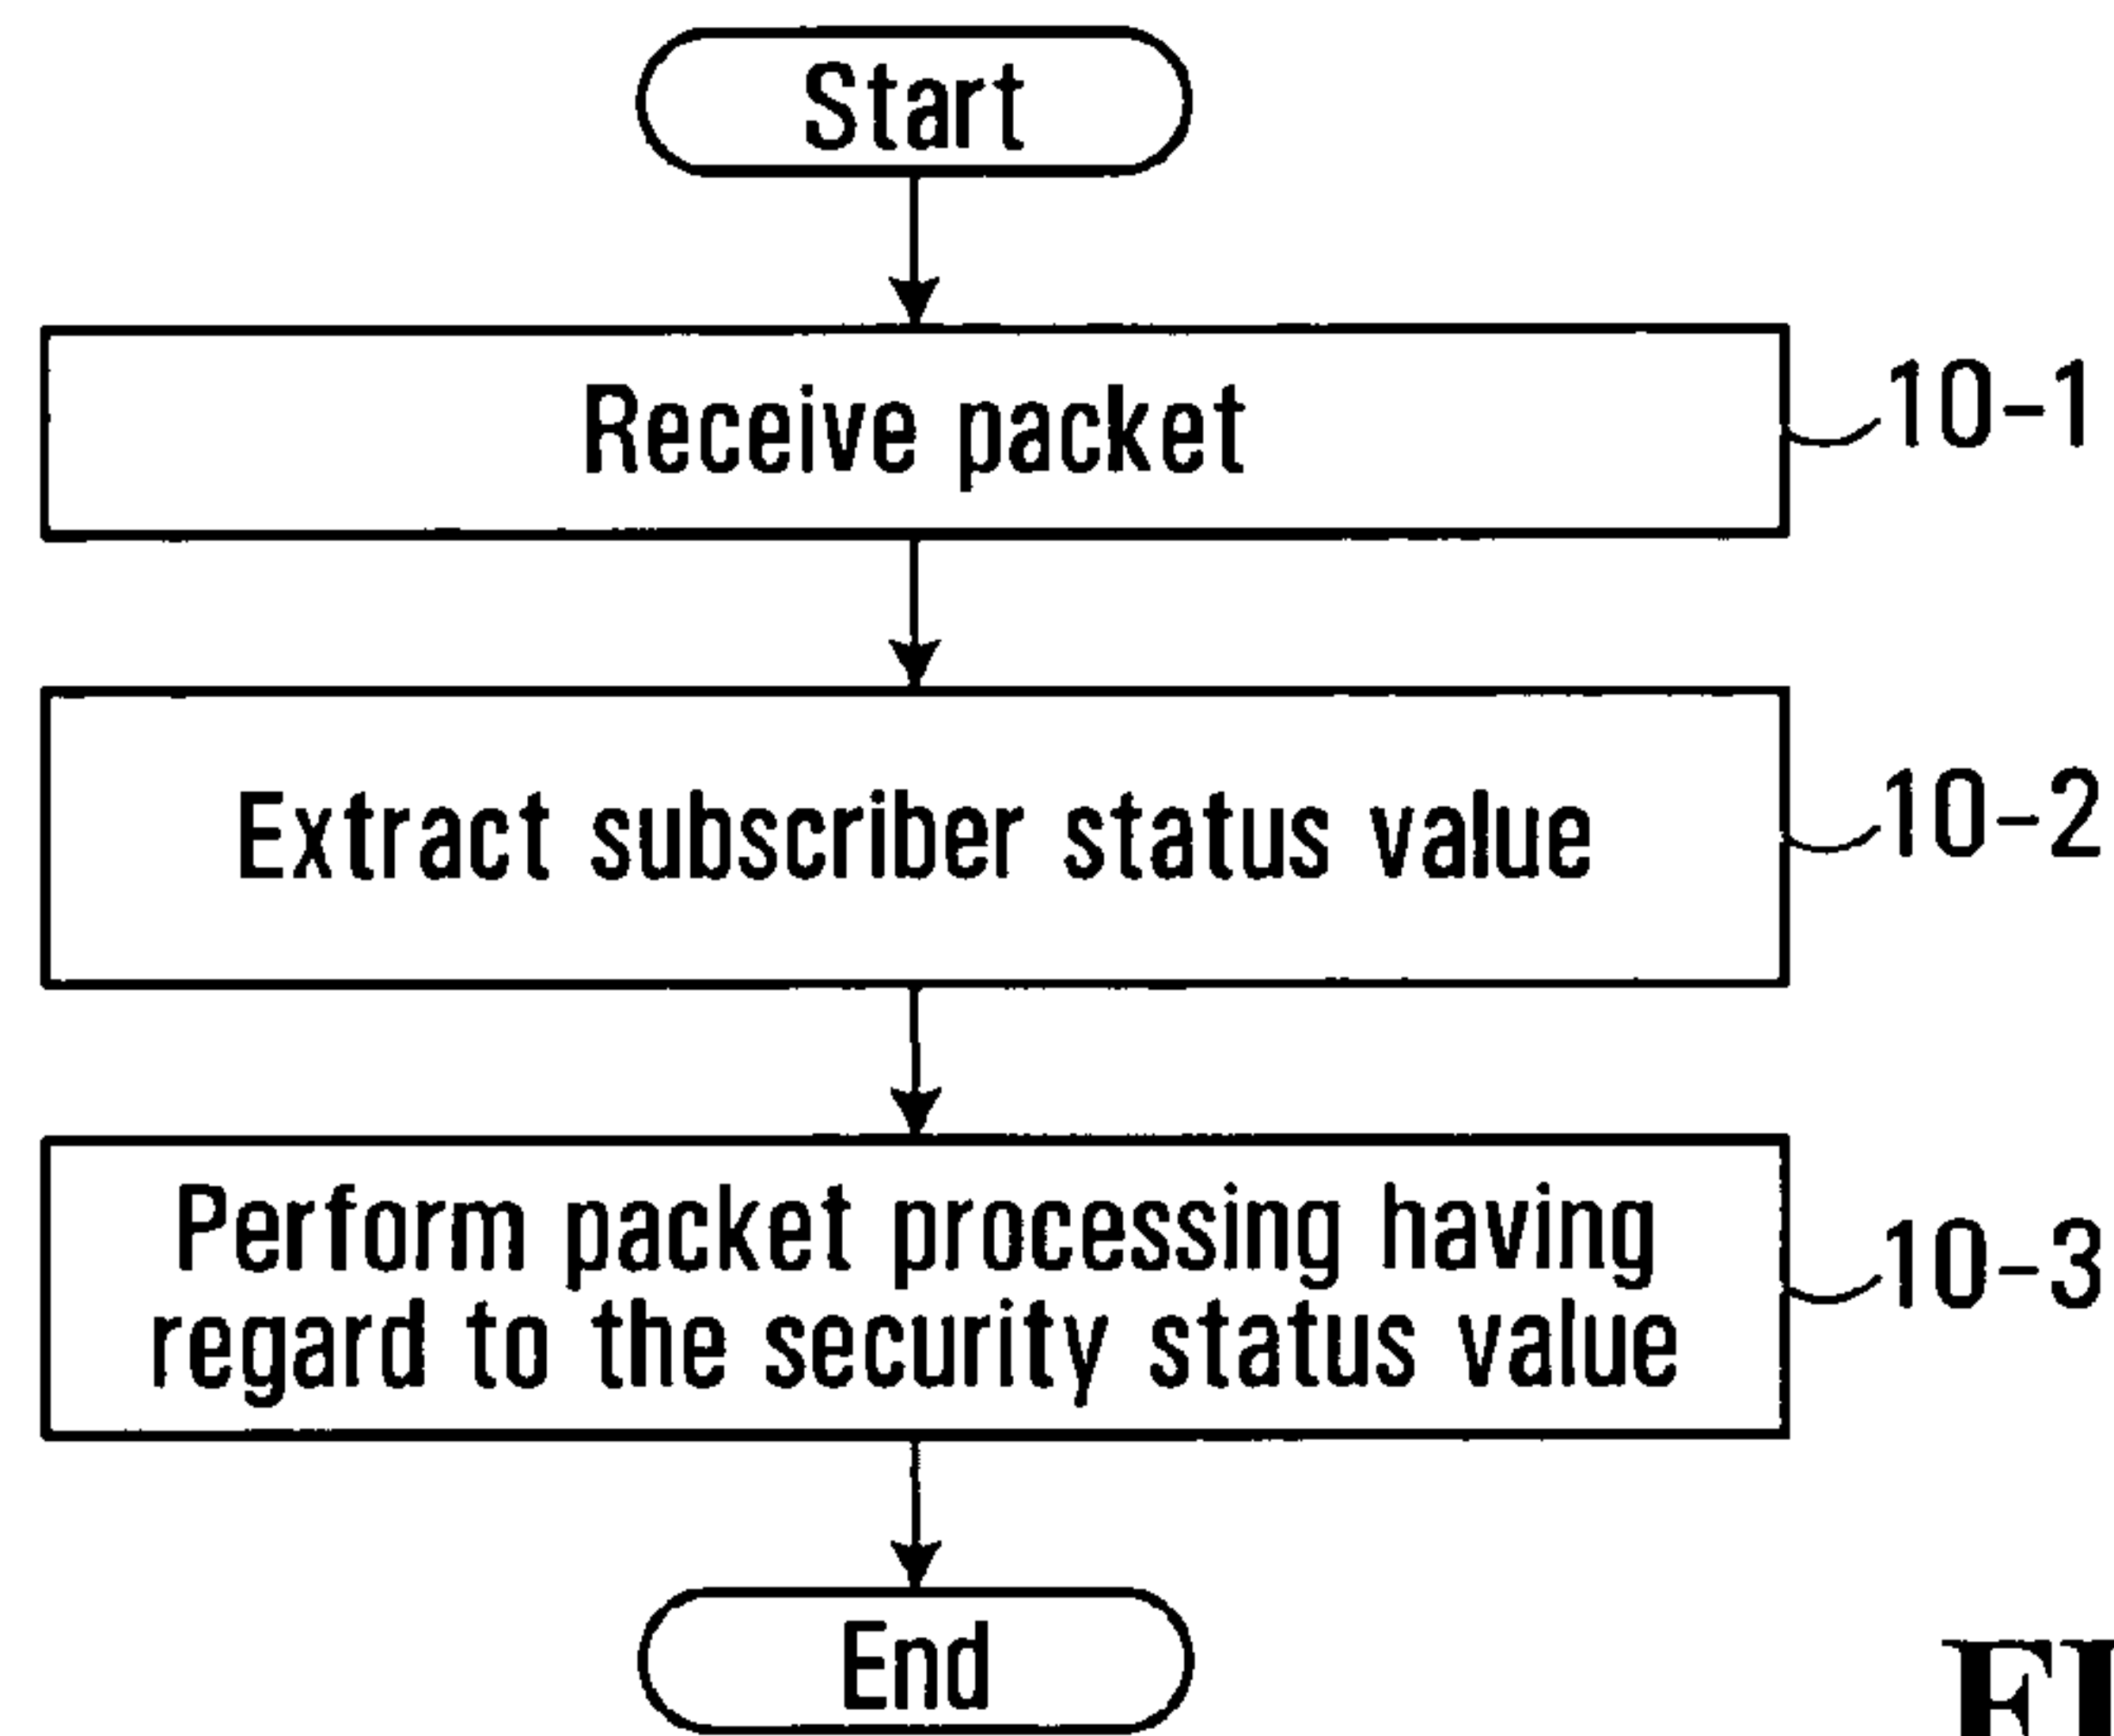 Start
Receive packet
10-1
Extract subscriber status value
10-2
Perform packet processing having
regard to the security status value
10-3
End